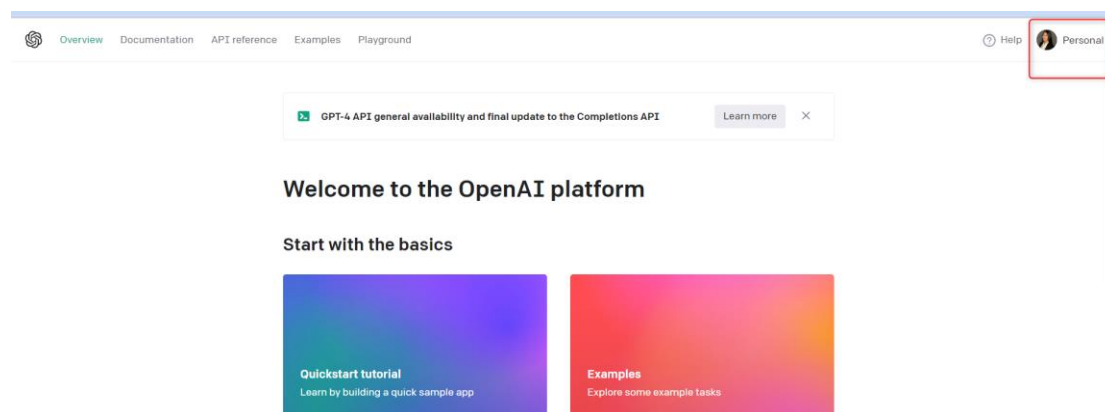 Overview Documentation API reference Examples Playground Help Personal
GPT-4 API general availability and final update to the Completions API Learn more
Welcome to the OpenAI platform
Start with the basics
Quickstart tutorial
Learn by building a quick sample app
Examples
Explore some example tasks